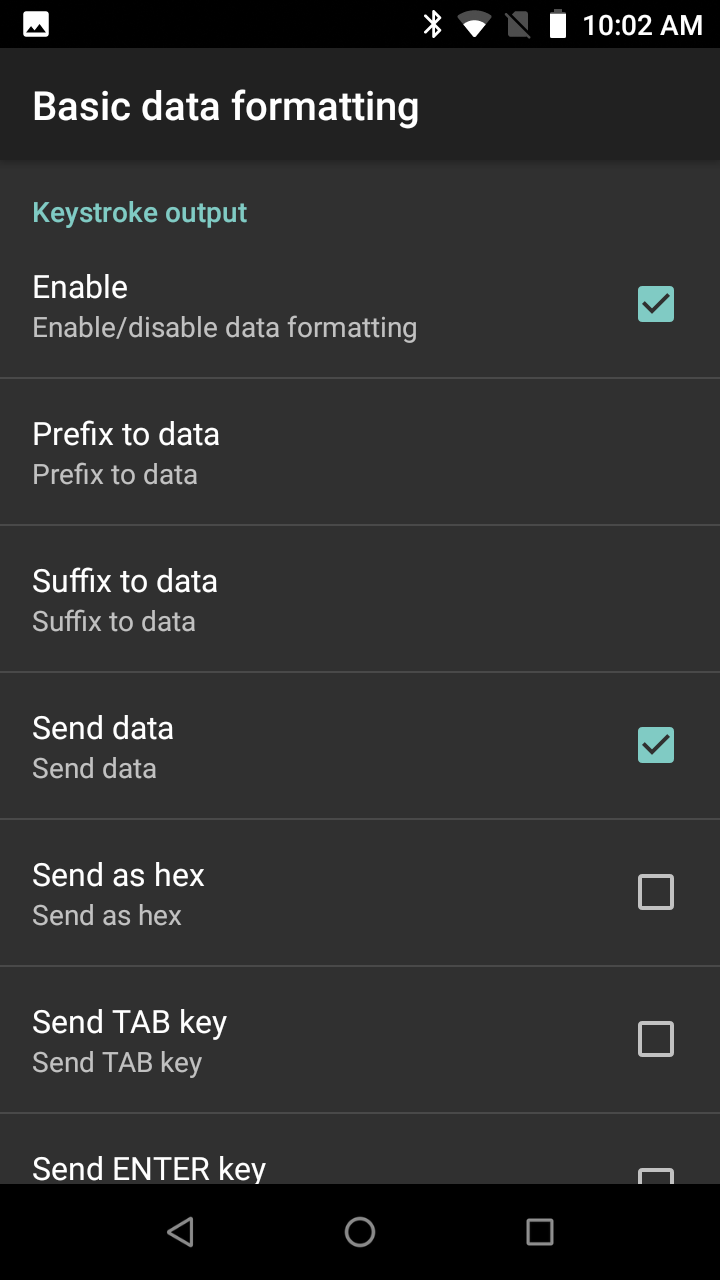 10:02 AM
Basic data formatting
Keystroke output
Enable
Enable/disable data formatting
Prefix to data
Prefix to data
Suffix to data
Suffix to data
Send data
Send data
Send as hex
Send as hex
Send TAB key
Send TAB key
Send ENTER key